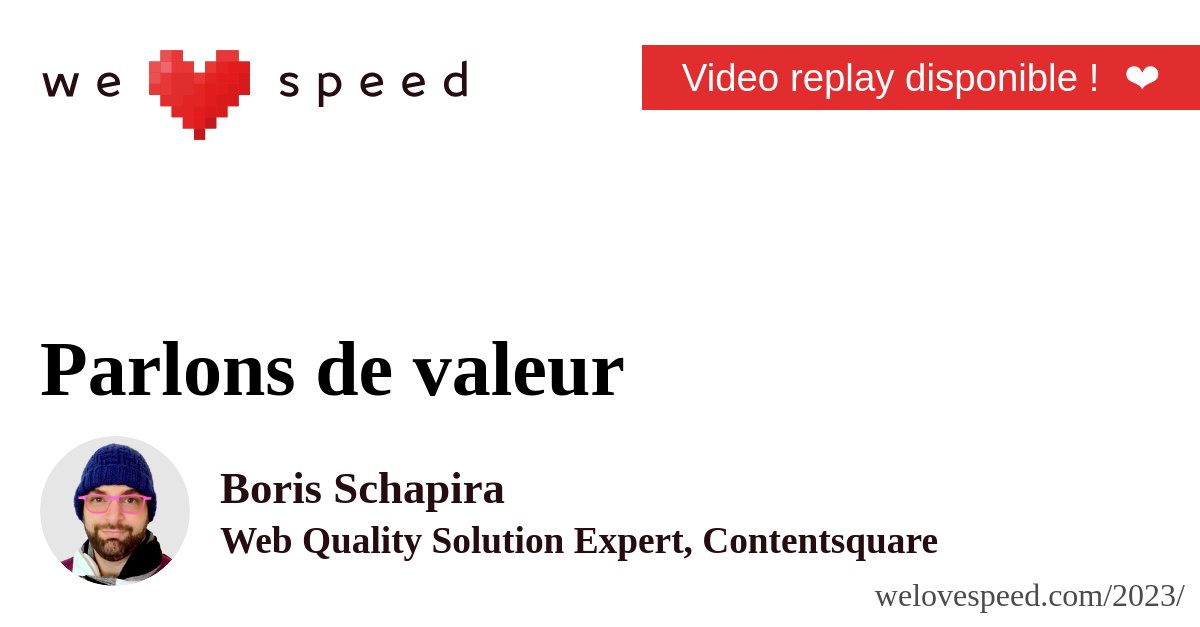 we ❤ speed
Video replay disponible ! ❤
Parlons de valeur
Boris Schapira
Web Quality Solution Expert, Contentsquare
welovespeed.com/2023/